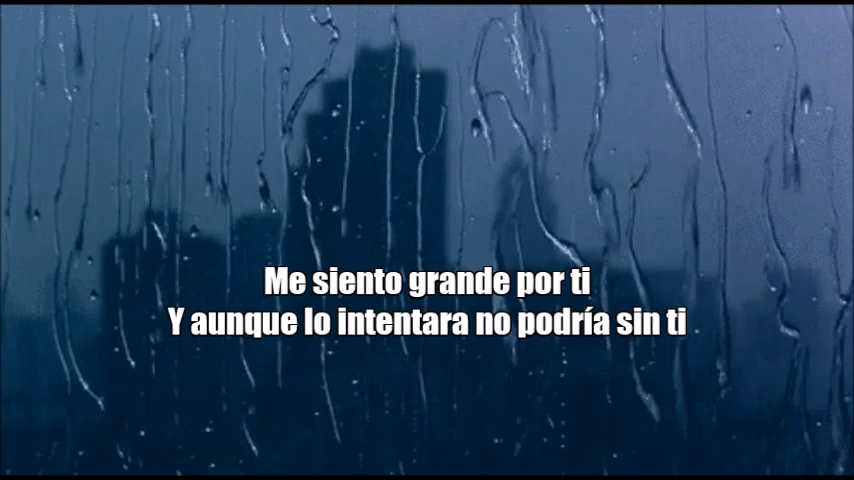 Me siento grande por ti
Y aunque lo intentara no podría sin ti